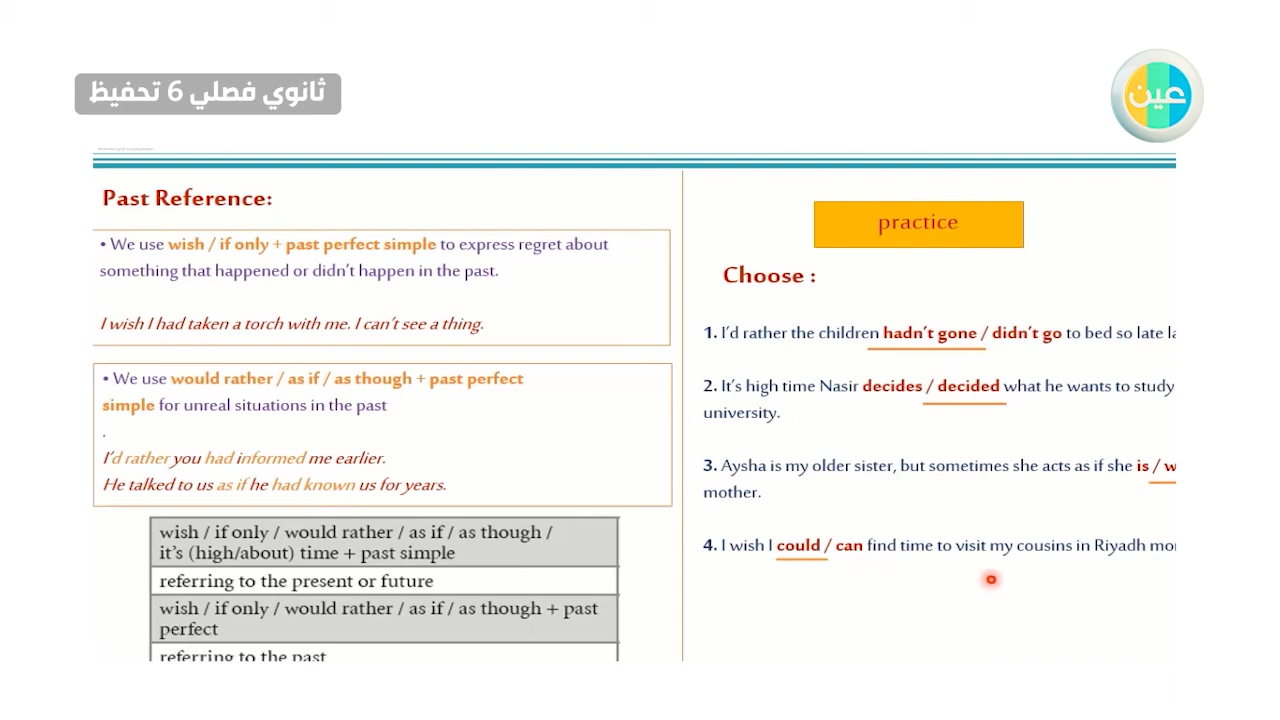 ثانوي فصلي 6 تحفيظ
عين
Past Reference:
• We use wish / if only + past perfect simple to express regret about
something that happened or didn't happen in the past.
I wish I had taken a torch with me. I can't see a thing.
• We use would rather / as if / as though + past perfect
simple for unreal situations in the past
.
I'd rather you had informed me earlier.
He talked to us as if he had known us for years.
wish / if only / would rather / as if / as though /
it's (high/about) time + past simple
referring to the present or future
wish / if only / would rather / as if / as though + past
perfect
referring to the past
practice
Choose :
1. I'd rather the children hadn't gone / didn't go to bed so late
2. It's high time Nasir decides / decided what he wants to study
university.
3. Aysha is my older sister, but sometimes she acts as if she is /
mother.
4. I wish I could / can find time to visit my cousins in Riyadh